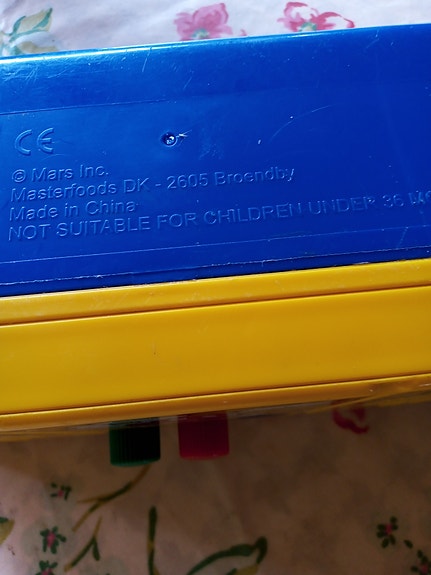 CE
© Mars Inc.
Masterfoods DK - 2605 Broendby
Made in China
NOT SUITABLE FOR CHILDREN UNDER 36